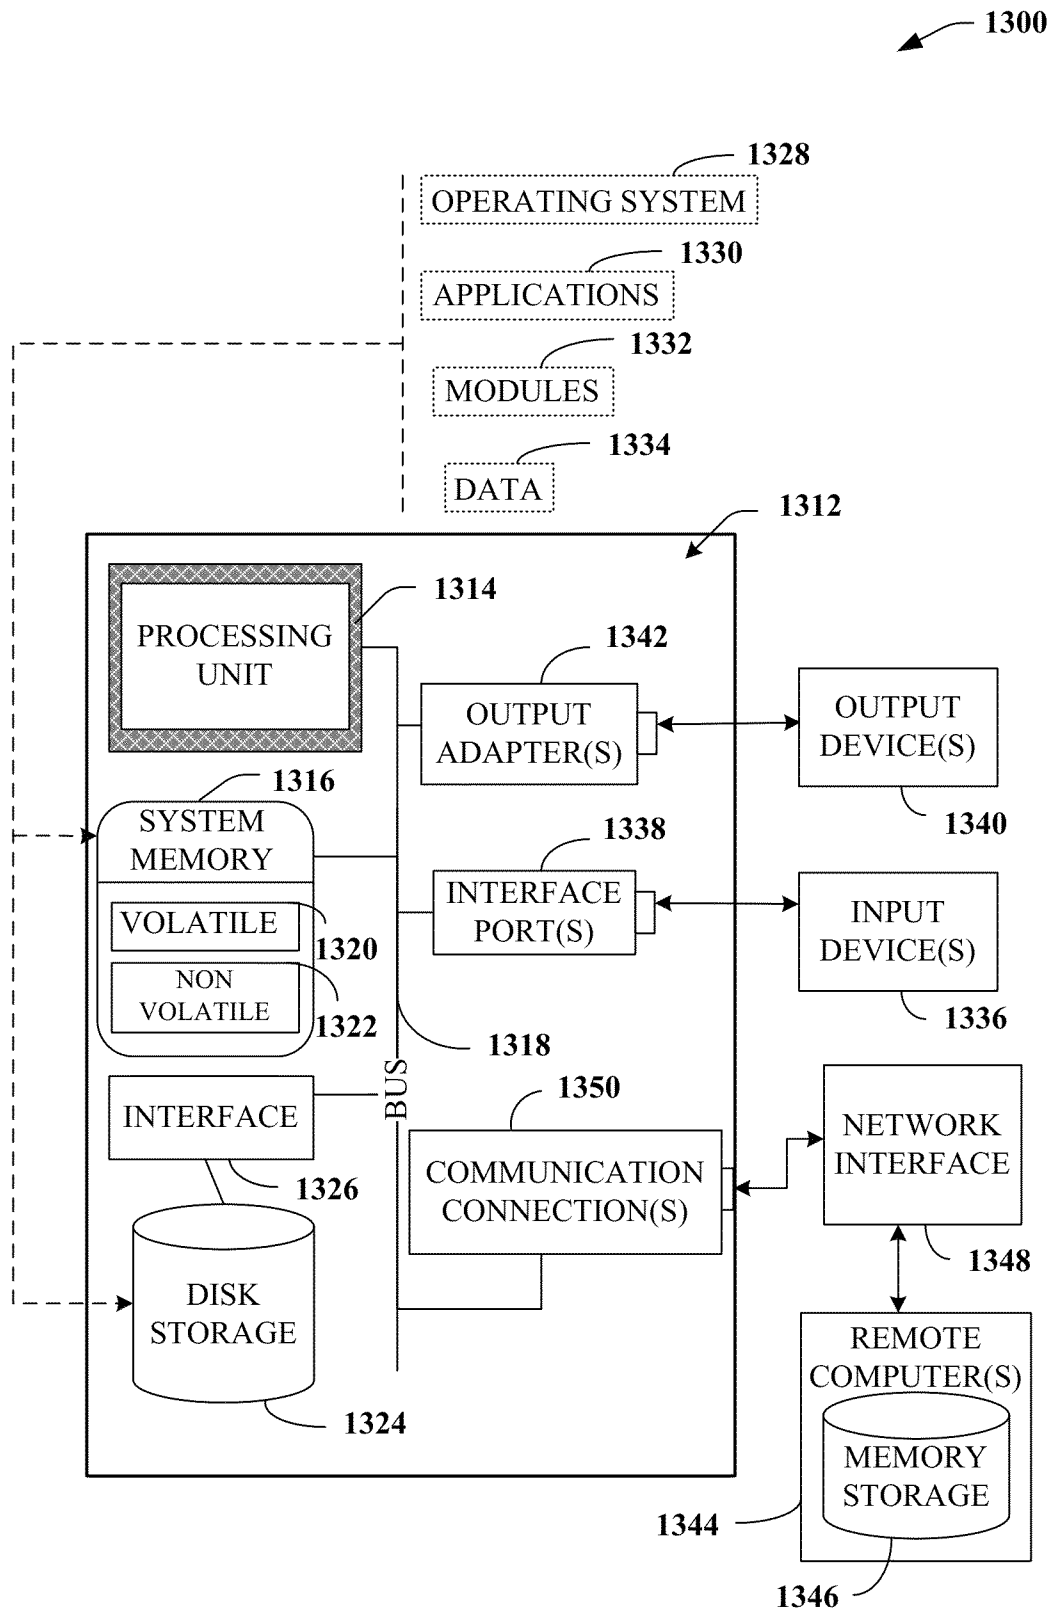 1300
1328
OPERATING SYSTEM
1330
APPLICATIONS
1332
MODULES
1334
DATA
1312
1314
PROCESSING
UNIT
1342
OUTPUT
ADAPTER(S)
OUTPUT
DEVICE(S)
1340
1316
SYSTEM
MEMORY
VOLATILE
1320
NON
VOLATILE
1322
1338
INTERFACE
PORT(S)
INPUT
DEVICE(S)
1336
1318
BUS
INTERFACE
1326
1350
COMMUNICATION
CONNECTION(S)
NETWORK
INTERFACE
1348
DISK
STORAGE
1324
REMOTE
COMPUTER(S)
MEMORY
STORAGE
1344
1346